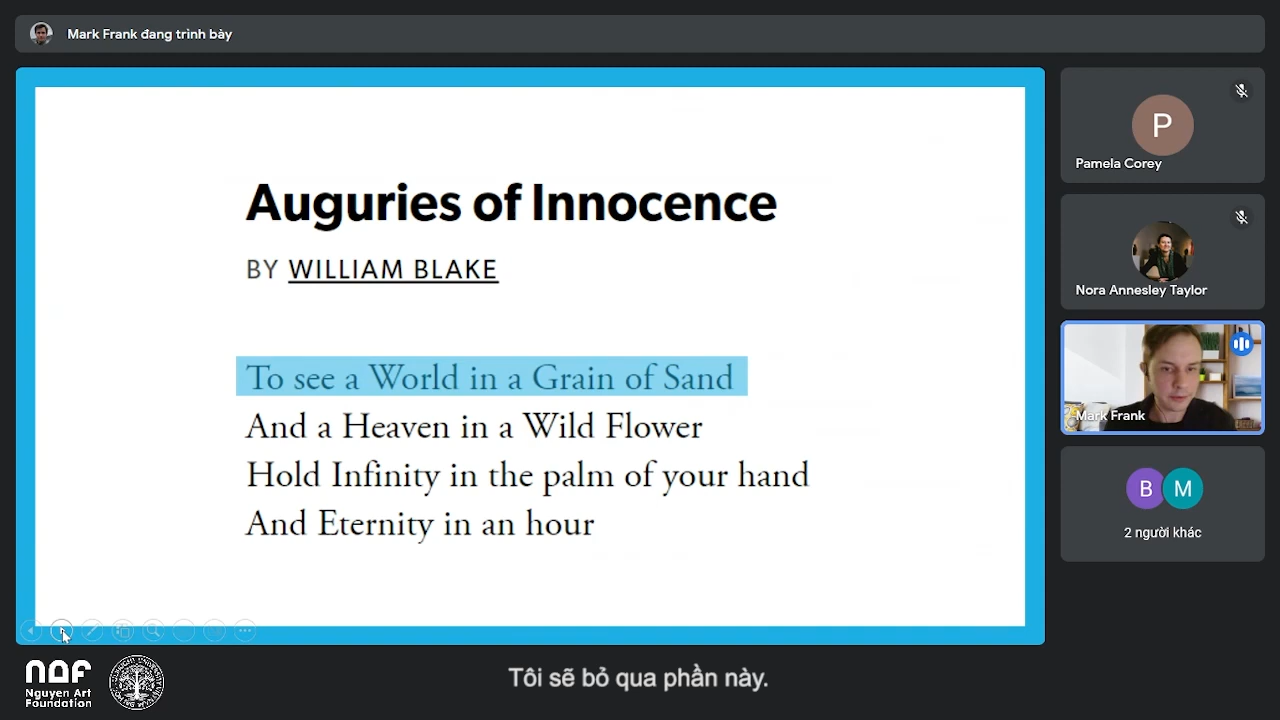 Mark Frank đang trình bày
Auguries of Innocence
BY WILLIAM BLAKE
To see a World in a Grain of Sand
And a Heaven in a Wild Flower
Hold Infinity in the palm of your hand
And Eternity in an hour
P
Pamela Corey
Nora Annesley Taylor
Mark Frank
B M
2 người khác
naf
Nguyen Art
Foundation
Tôi sẽ bỏ qua phần này.